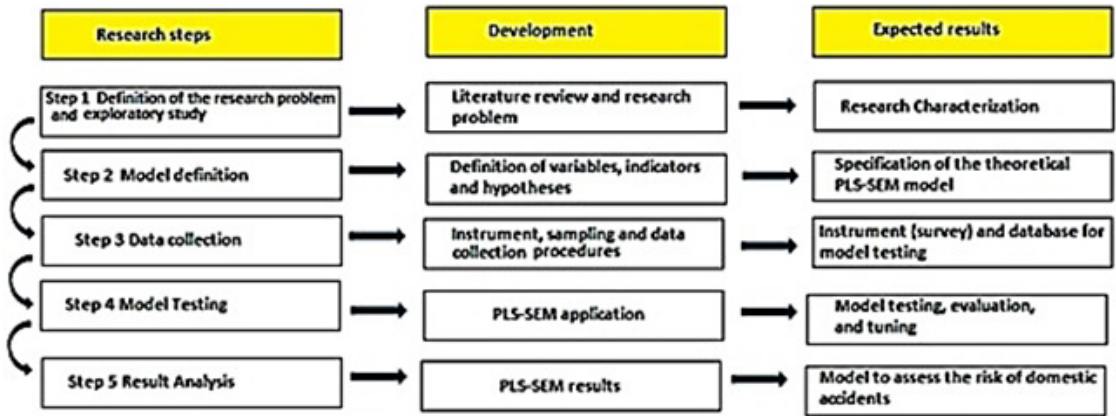 Research steps
Development
Expected results
Step 1 Definition of the research problem
and exploratory study
Literature review and research
problem
Research Characterization
Step 2 Model definition
Definition of variables, indicators
and hypotheses
Specification of the theoretical
PLS-SEM model
Step 3 Data collection
Instrument, sampling and data
collection procedures
Instrument (survey) and database for
model testing
Step 4 Model Testing
PLS-SEM application
Model testing, evaluation,
and tuning
Step 5 Result Analysis
PLS-SEM results
Model to assess the risk of domestic
accidents